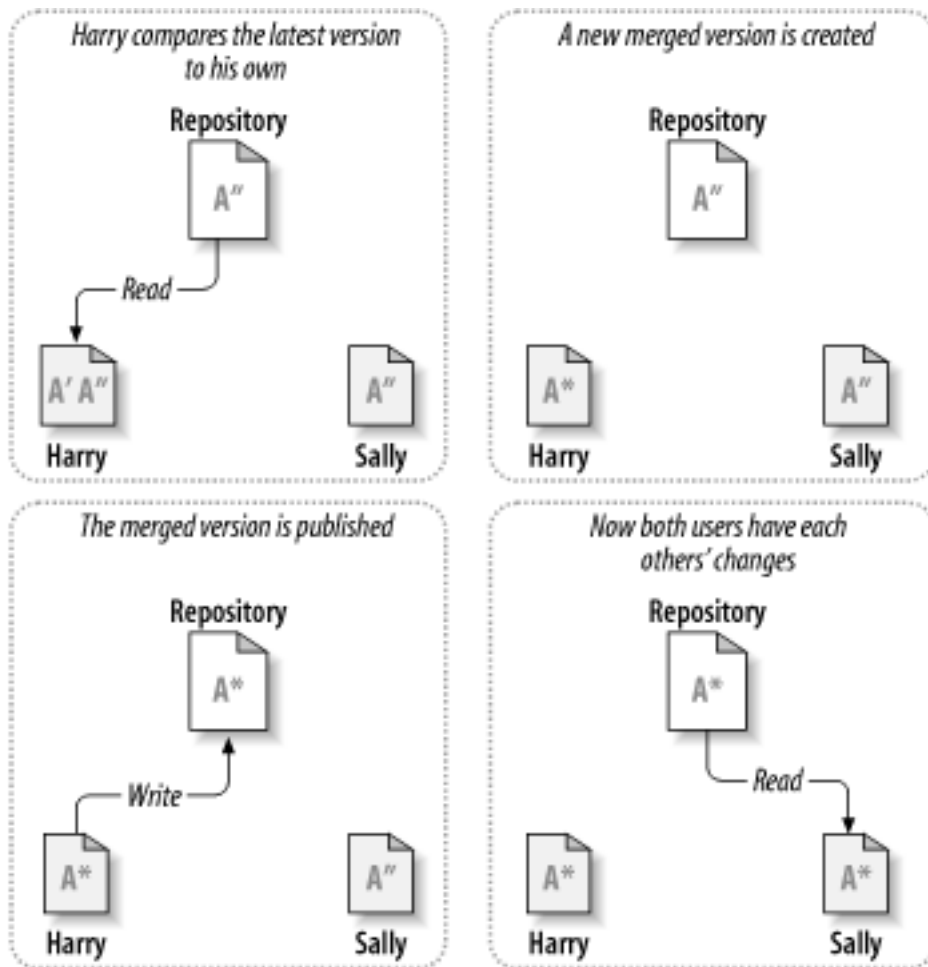 Harry compares the latest version
to his own
Repository
A″
Read
A′ A″
A″
Harry
Sally
A new merged version is created
Repository
A″
A*
A″
Harry
Sally
The merged version is published
Repository
A*
Write
A*
A″
Harry
Sally
Now both users have each
others’ changes
Repository
A*
Read
A*
A*
Harry
Sally